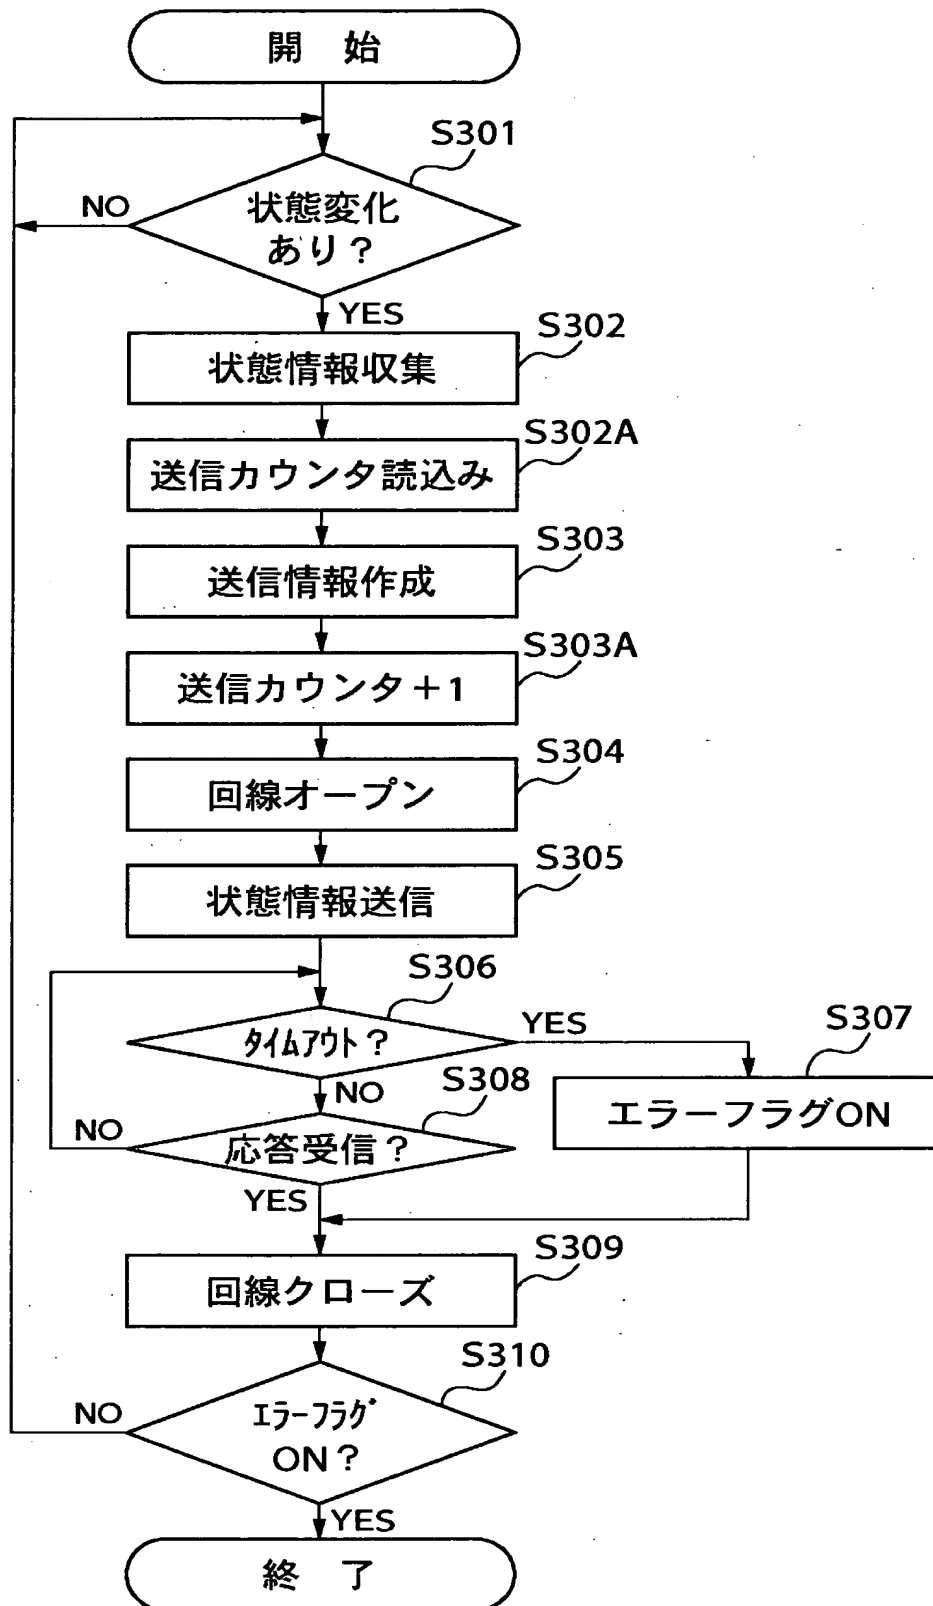 開 始
S301
状態変化
あり？
NO
YES
S302
状態情報収集
S302A
送信カウンタ読込み
S303
送信情報作成
S303A
送信カウンタ＋1
S304
回線オープン
S305
状態情報送信
S306
ﾀｲﾑｱｳﾄ？
YES
S307
エラーフラグON
NO
S308
応答受信？
NO
YES
S309
回線クローズ
S310
ｴﾗｰﾌﾗｸﾞ
ON？
NO
YES
終 了